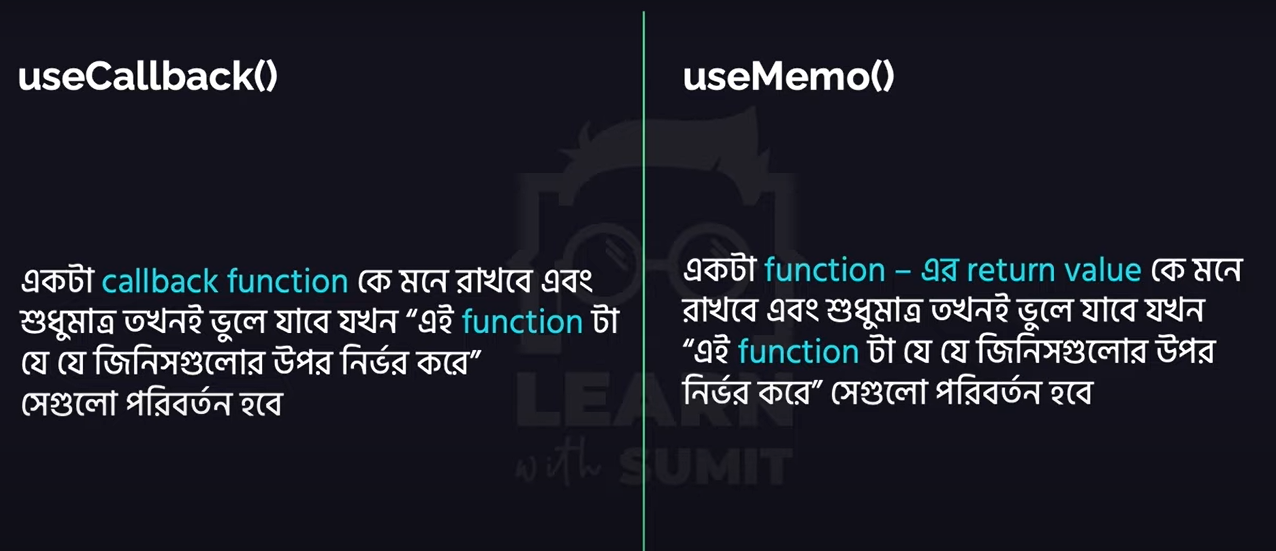 useCallback()
একটা callback function কে মনে রাখবে এবং
শুধুমাত্র তখনই ভুলে যাবে যখন “এই function টা
যে যে জিনিসগুলোর উপর নির্ভর করে”
সেগুলো পরিবর্তন হবে
useMemo()
একটা function – এর return value কে মনে
রাখবে এবং শুধুমাত্র তখনই ভুলে যাবে যখন
“এই function টা যে যে জিনিসগুলোর উপর
নির্ভর করে” সেগুলো পরিবর্তন হবে
LEARN
with SUMIT